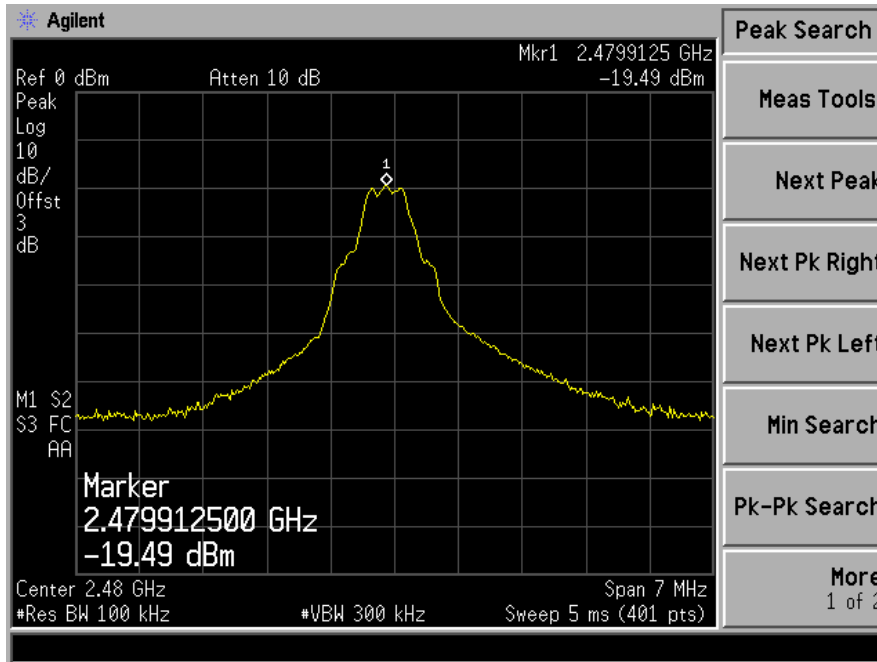 Agilent
Peak Search
Mkr1 2.4799125 GHz
Ref 0 dBm Atten 10 dB -19.49 dBm
Peak
Log
10
dB/
Offst
3
dB
1
Meas Tools
Next Peak
Next Pk Right
Next Pk Left
M1 S2
S3 FC
AA
Min Search
Marker
2.479912500 GHz
-19.49 dBm
Pk-Pk Search
Center 2.48 GHz Span 7 MHz
#Res BW 100 kHz #VBW 300 kHz Sweep 5 ms (401 pts)
More
1 of 2